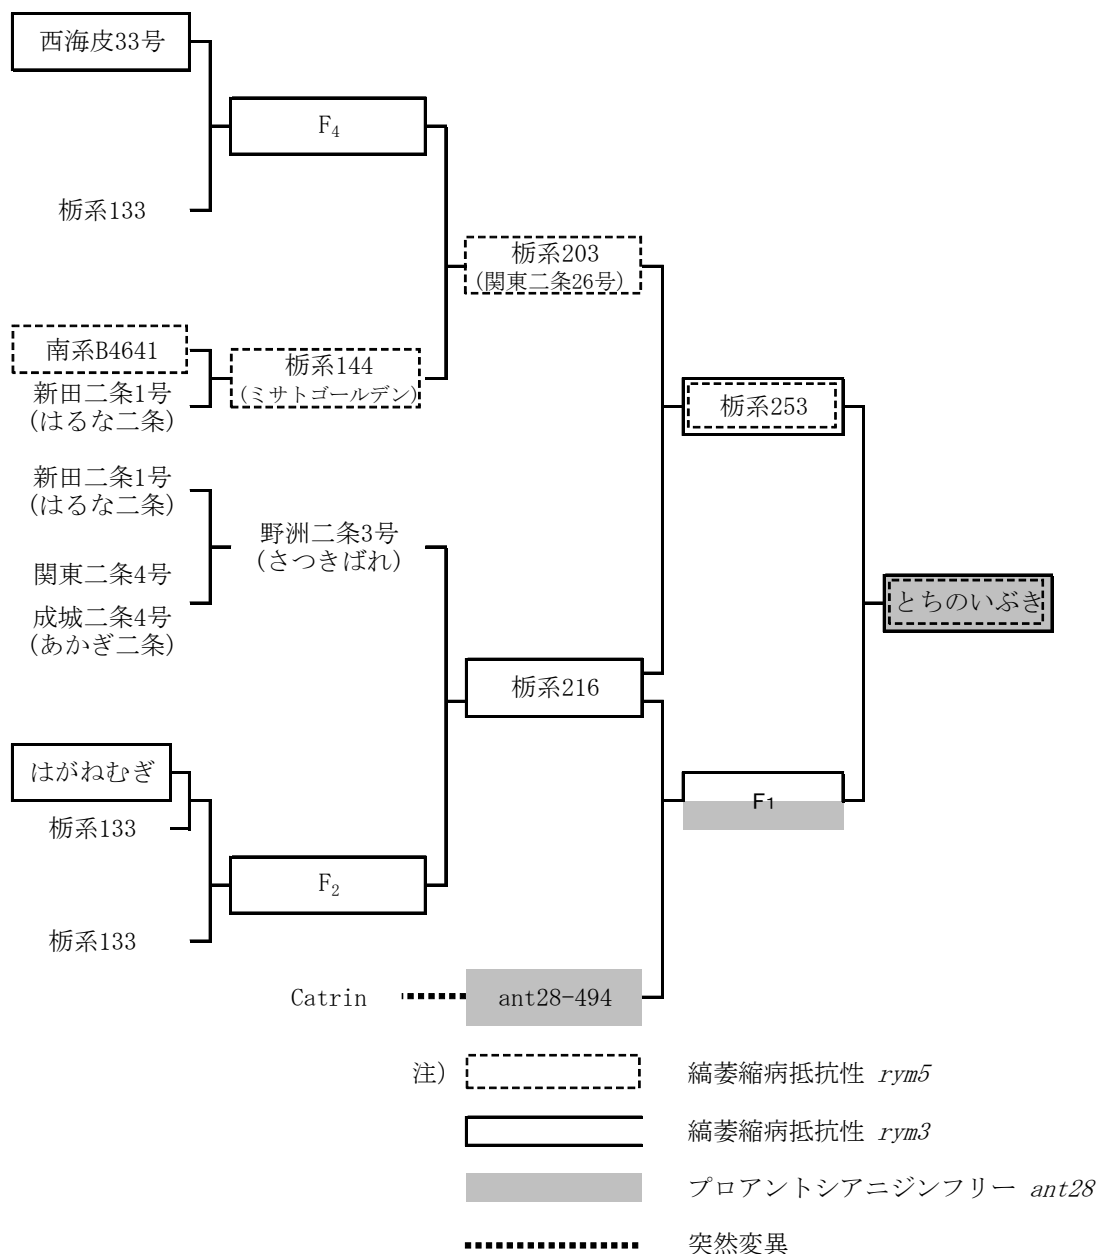 西海皮33号
F4
栃系133
栃系203
(関東二条26号)
南系B4641
新田二条1号
(はるな二条)
栃系144
(ミサトゴールデン)
栃系253
新田二条1号
(はるな二条)
野洲二条3号
(さつきばれ)
関東二条4号
成城二条4号
(あかぎ二条)
とちのいぶき
栃系216
はがねむぎ
栃系133
F1
F2
栃系133
Catrin
ant28-494
注)
縞萎縮病抵抗性 rym5
縞萎縮病抵抗性 rym3
プロアントシアニジンフリー ant28
突然変異